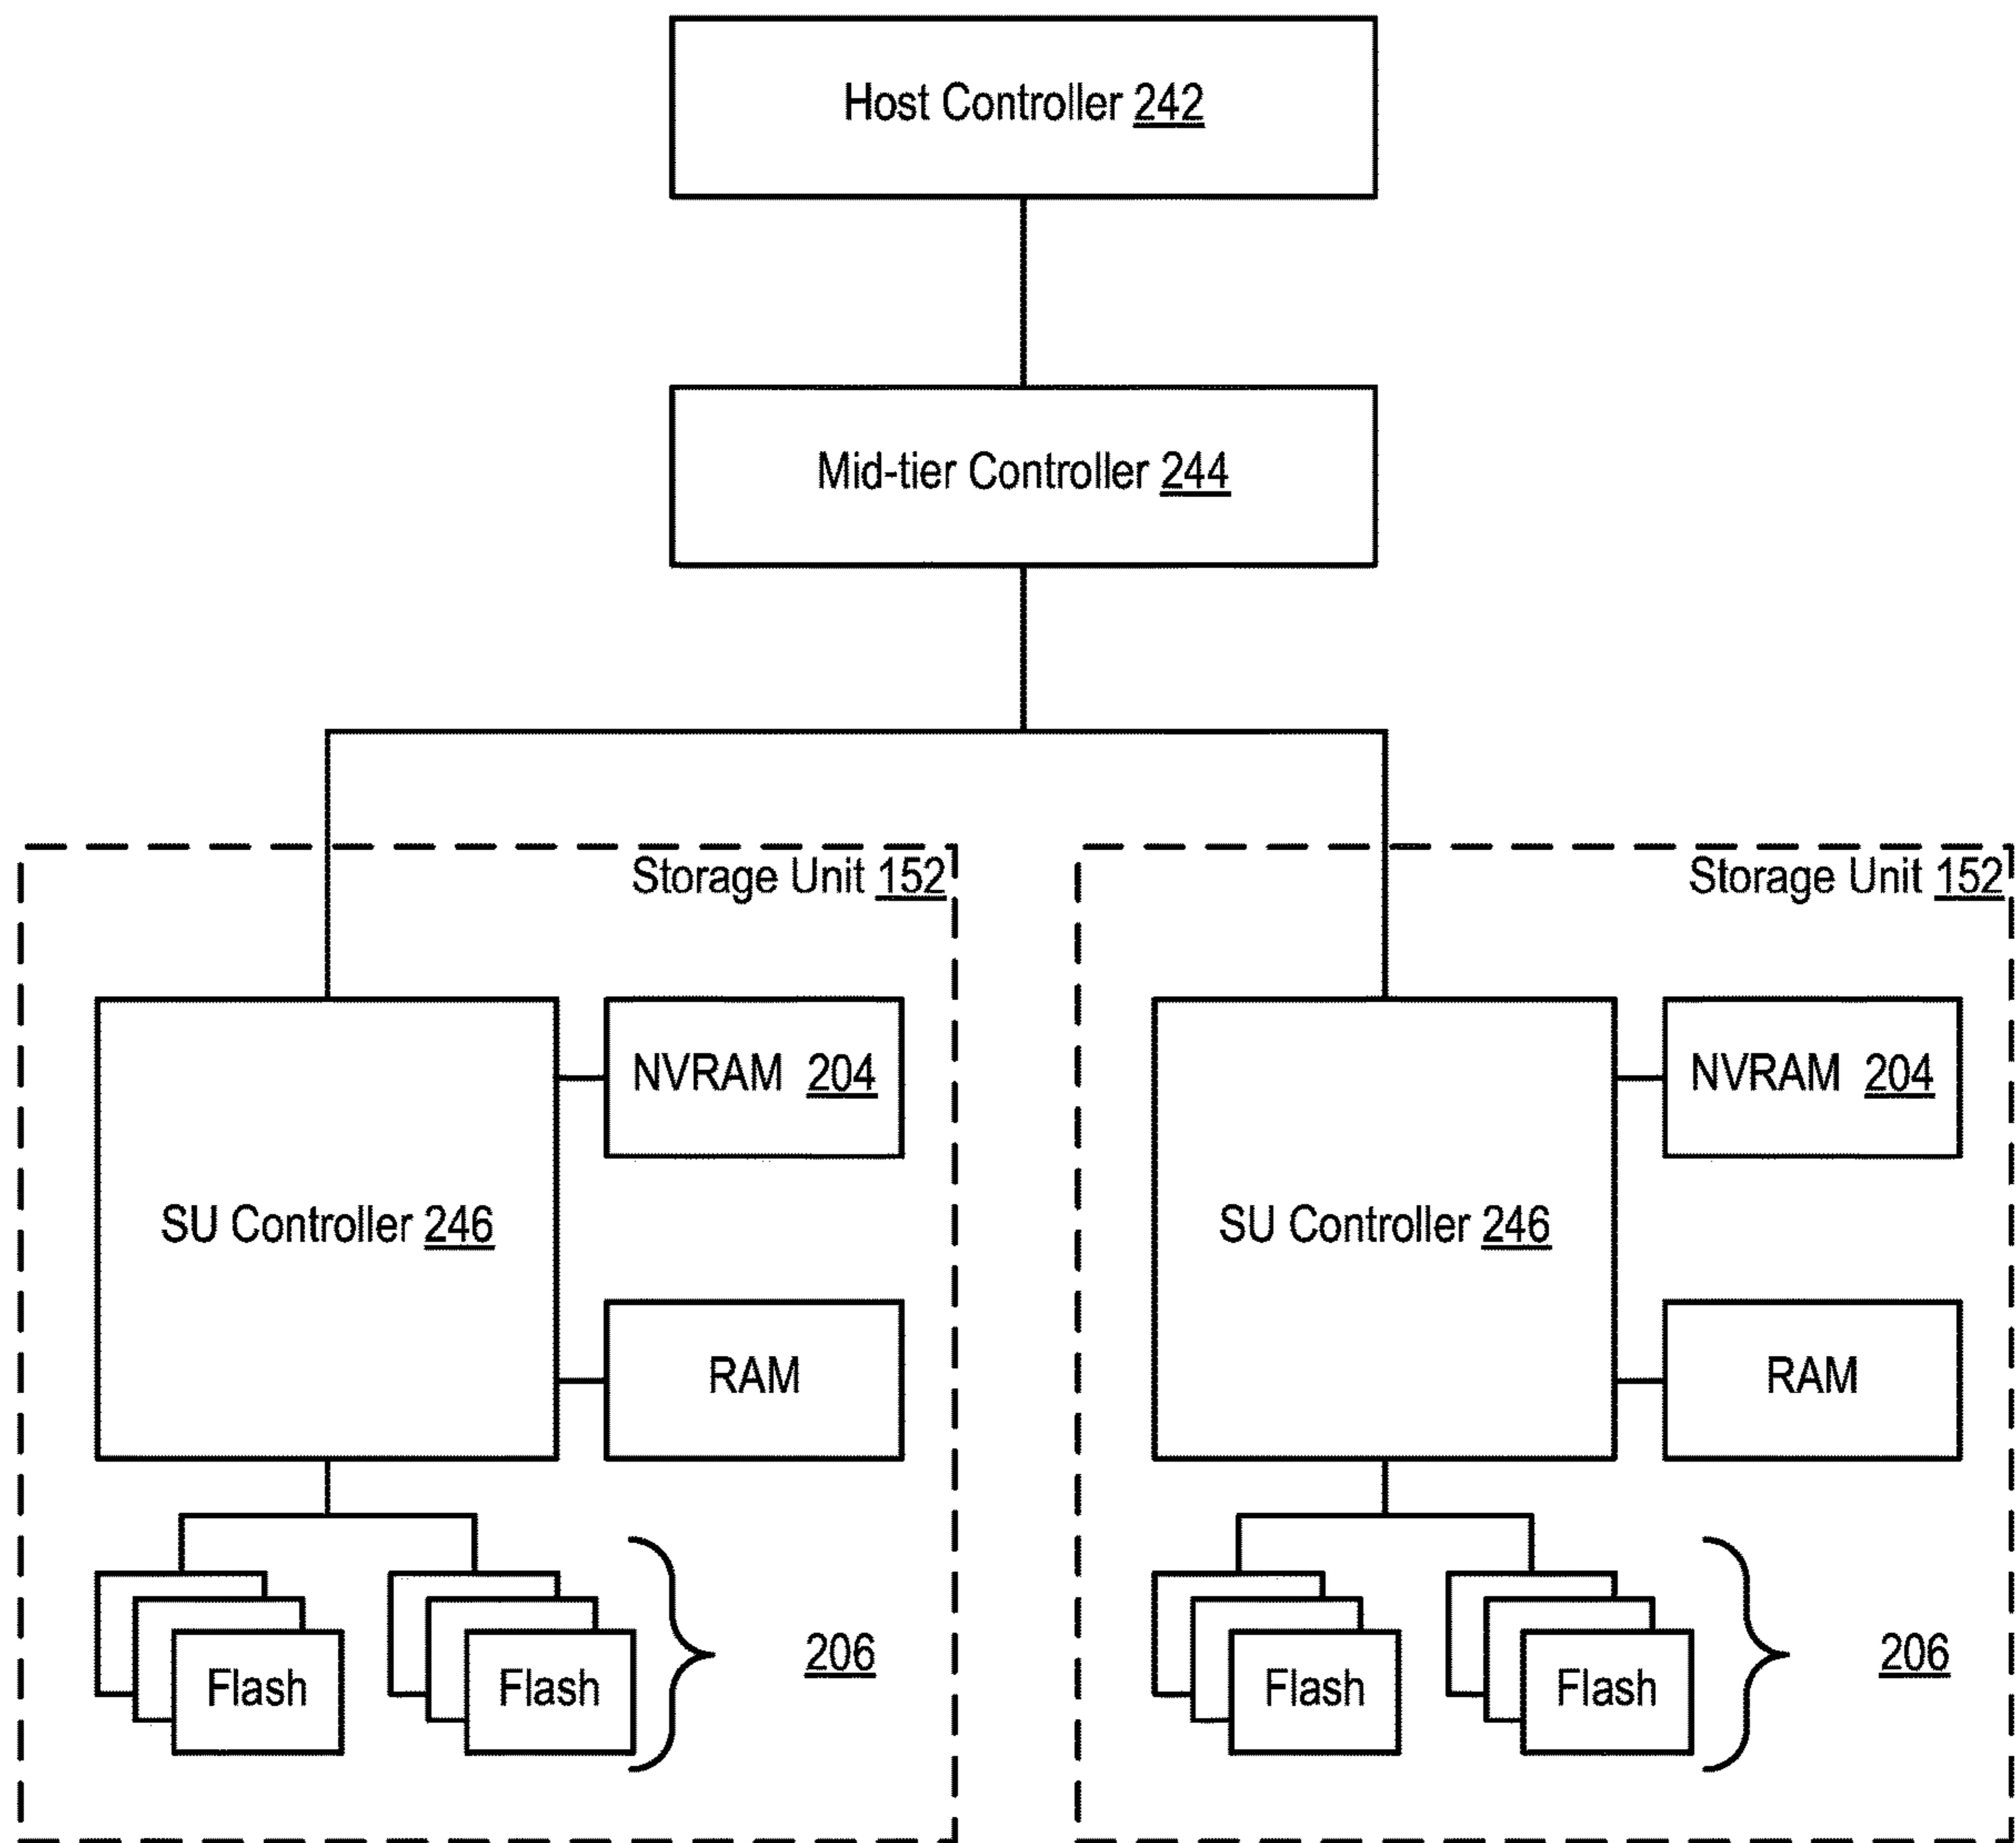 Host Controller 242
Mid-tier Controller 244
Storage Unit 152
NVRAM 204
SU Controller 246
RAM
Flash
Flash
206
Storage Unit 152
NVRAM 204
SU Controller 246
RAM
Flash
Flash
206